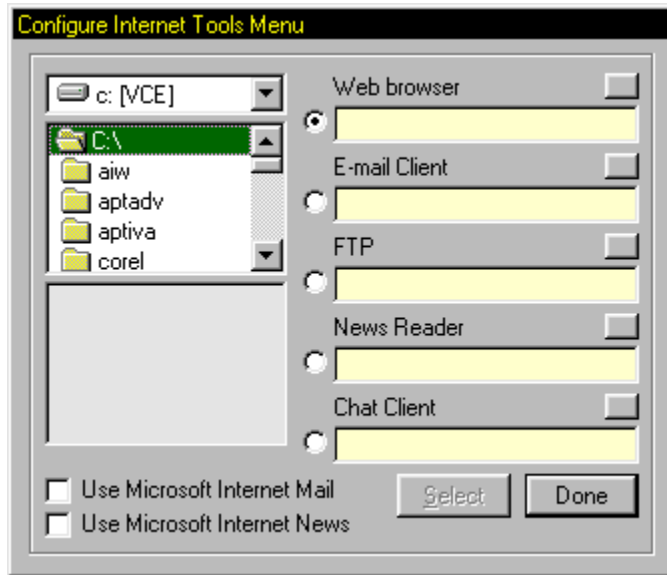 Configure Internet Tools Menu
c: [VCE]
C:\
aiw
aptadv
aptiva
corel
Web browser
E-mail Client
FTP
News Reader
Chat Client
Use Microsoft Internet Mail
Use Microsoft Internet News
Select
Done